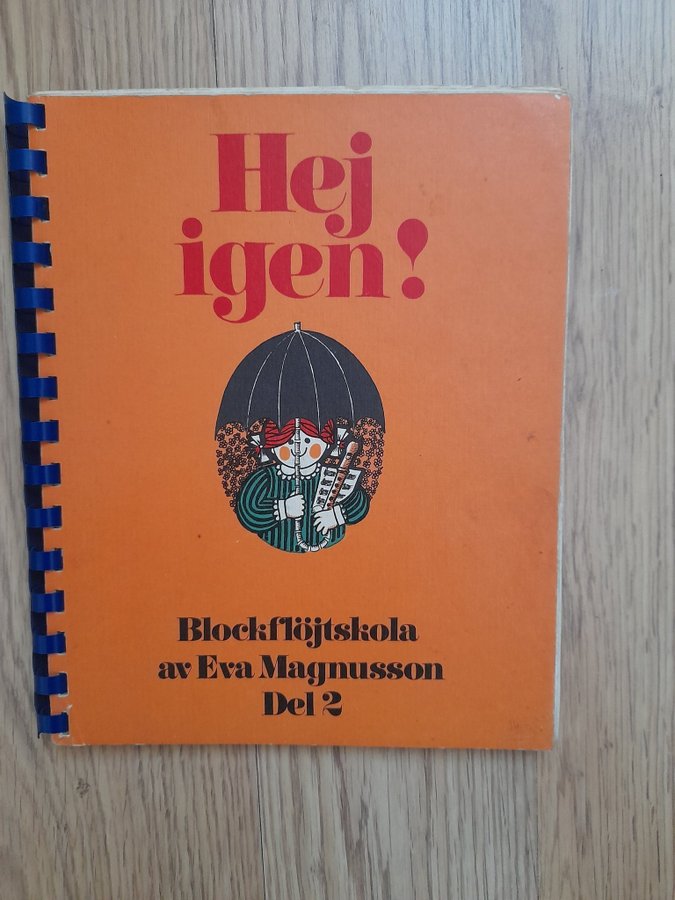 Hej
igen!
Blockflöjtskola
av Eva Magnusson
Del 2